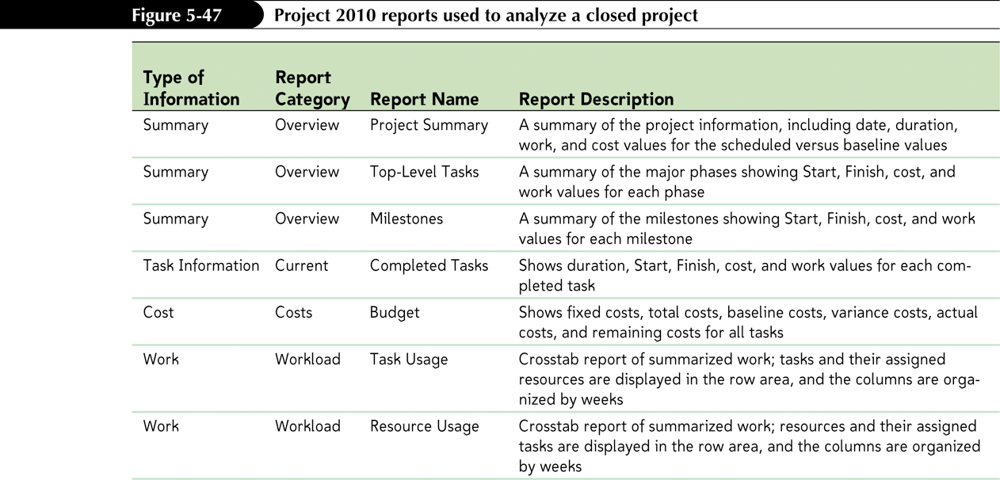 Figure 5-47 Project 2010 reports used to analyze a closed project
Type of Information Report Category Report Name Report Description
Summary Overview Project Summary A summary of the project information, including date, duration,
work, and cost values for the scheduled versus baseline values
Summary Overview Top-Level Tasks A summary of the major phases showing Start, Finish, cost, and
work values for each phase
Summary Overview Milestones A summary of the milestones showing Start, Finish, cost, and work
values for each milestone
Task Information Current Completed Tasks Shows duration, Start, Finish, cost, and work values for each com-
pleted task
Cost Costs Budget Shows fixed costs, total costs, baseline costs, variance costs, actual
costs, and remaining costs for all tasks
Work Workload Task Usage Crosstab report of summarized work; tasks and their assigned
resources are displayed in the row area, and the columns are orga-
nized by weeks
Work Workload Resource Usage Crosstab report of summarized work; resources and their assigned
tasks are displayed in the row area, and the columns are organized
by weeks